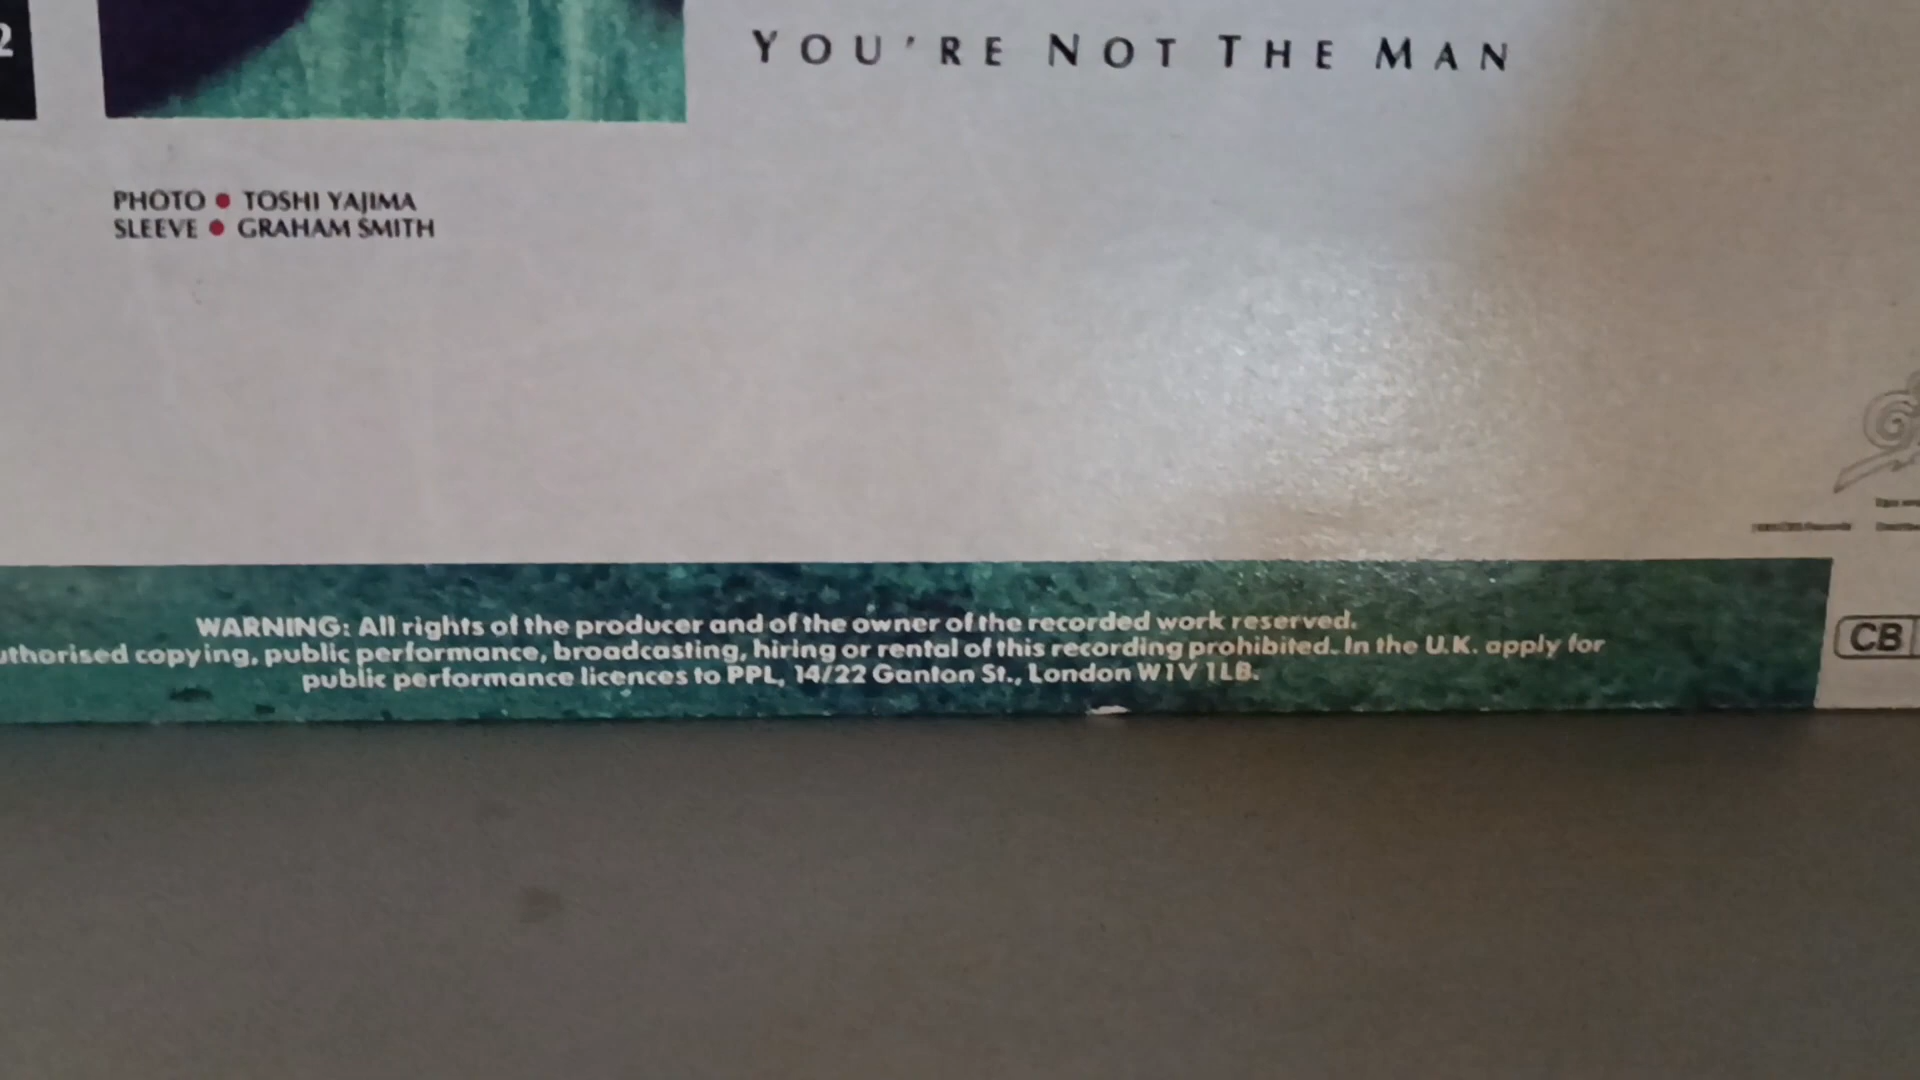 2
YOU'RE NOT THE MAN
PHOTO • TOSHI YAJIMA
SLEEVE • GRAHAM SMITH
WARNING: All rights of the producer and of the owner of the recorded work reserved.
uthorised copying, public performance, broadcasting, hiring or rental of this recording prohibited. In the U.K. apply for
public performance licences to PPL, 14/22 Ganton St., London W1V 1LB.
CB